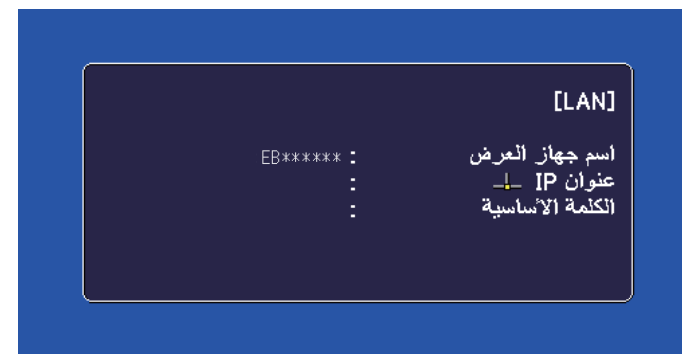 [LAN]
اسم جهاز العرض : EB******
عنوان IP :
الكلمة الأساسية :